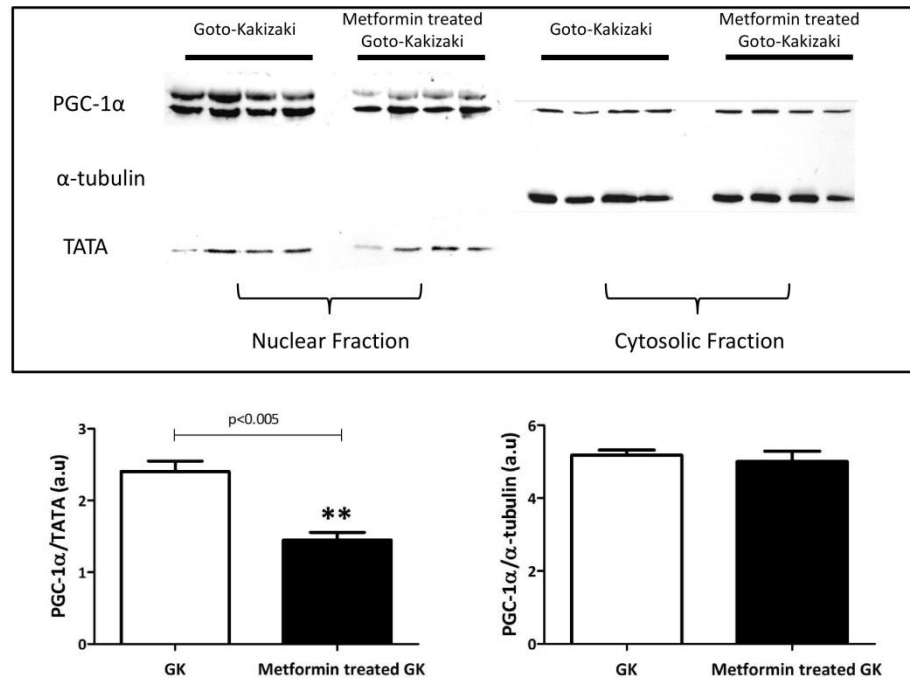 Goto-Kakizaki
Metformin treated
Goto-Kakizaki
Goto-Kakizaki
Metformin treated
Goto-Kakizaki
PGC-1α
α-tubulin
TATA
Nuclear Fraction
Cytosolic Fraction
p<0.005
PGC-1α/TATA (a.u)
3
2
1
0
**
GK
Metformin treated GK
PGC-1α/α-tubulin (a.u)
6
4
2
0
GK
Metformin treated GK